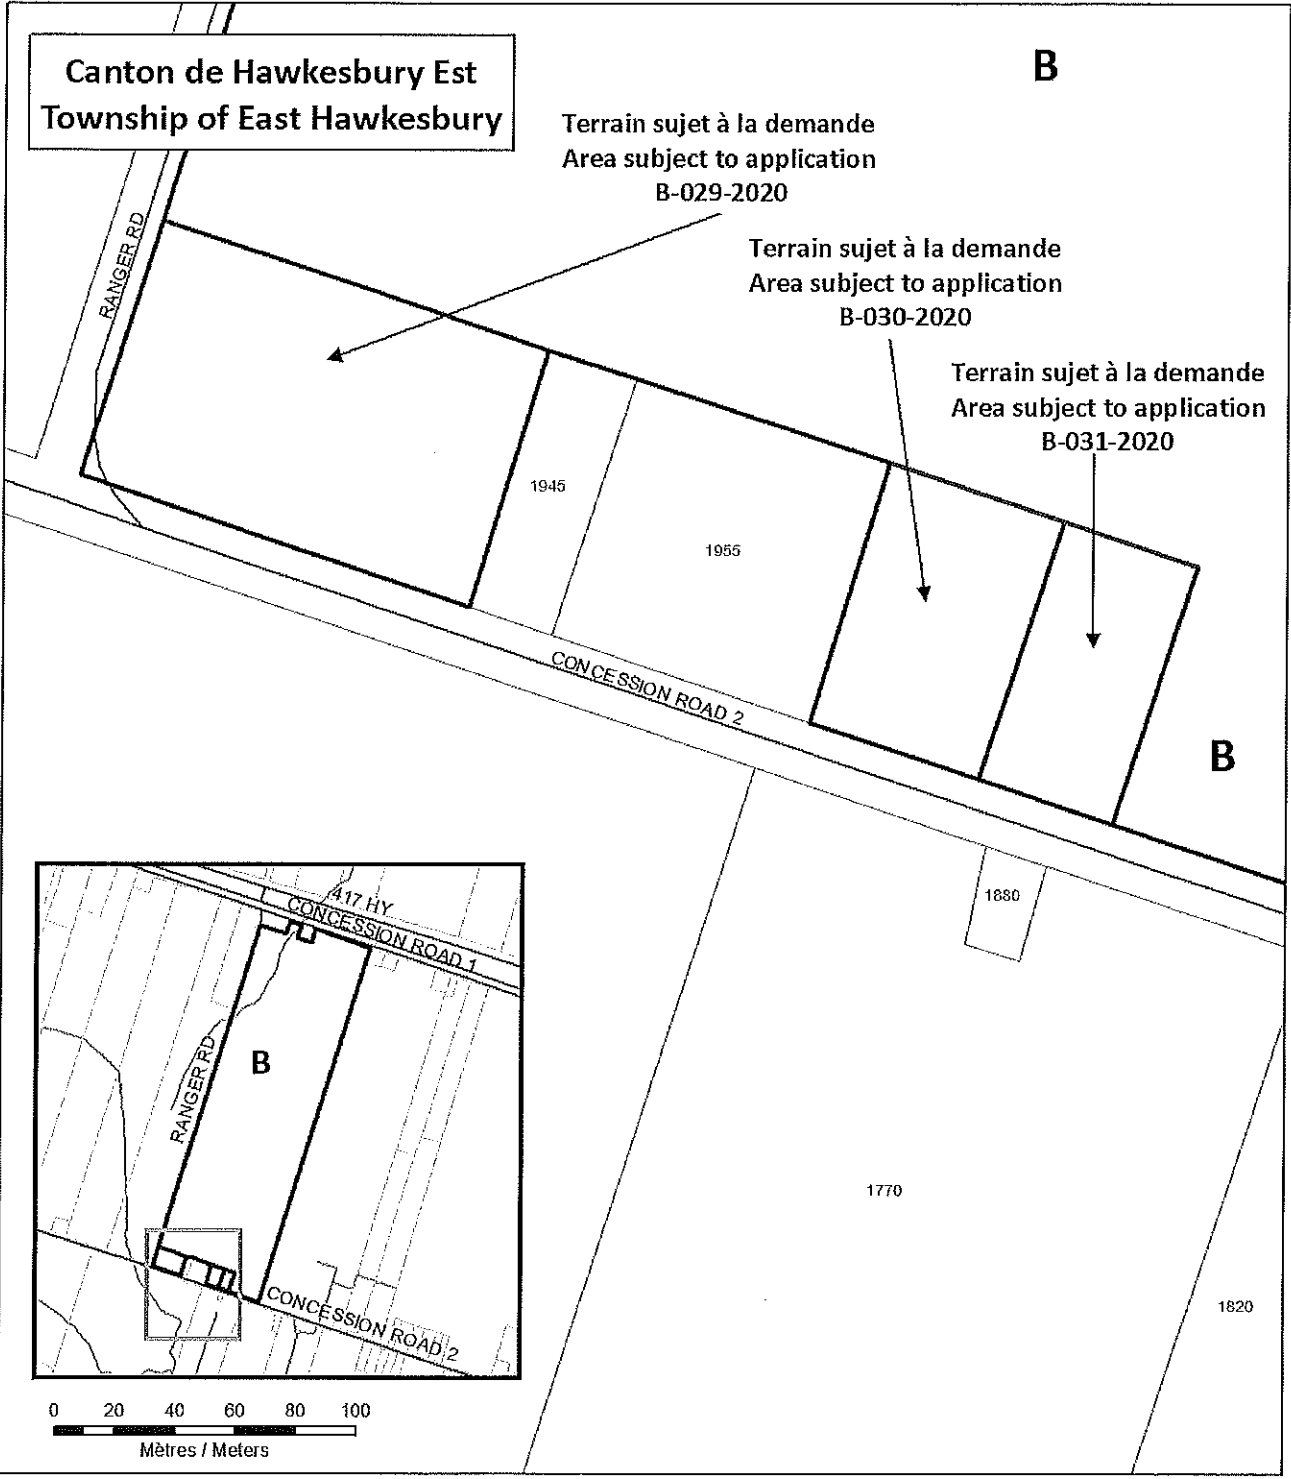 Canton de Hawkesbury Est
Township of East Hawkesbury
B
Terrain sujet à la demande
Area subject to application
B-029-2020
Terrain sujet à la demande
Area subject to application
B-030-2020
Terrain sujet à la demande
Area subject to application
B-031-2020
RANGER RD
1945
1955
CONCESSION ROAD 2
B
1880
417 HY
CONCESSION ROAD 1
RANGER RD
B
CONCESSION ROAD 2
1770
1820
0 20 40 60 80 100
Mètres / Meters